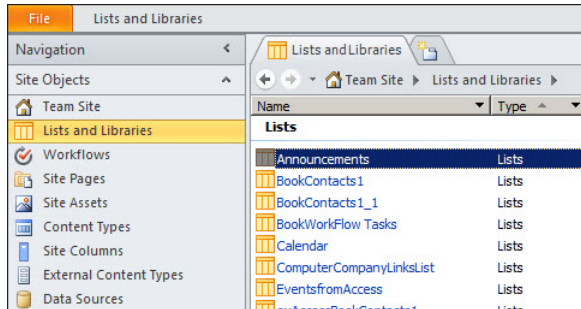 File Lists and Libraries
Navigation
Site Objects
Team Site
Lists and Libraries
Workflows
Site Pages
Site Assets
Content Types
Site Columns
External Content Types
Data Sources
Lists and Libraries
Team Site Lists and Libraries
Name Type
Lists
Announcements Lists
BookContacts1 Lists
BookContacts1_1 Lists
BookWorkFlow Tasks Lists
Calendar Lists
ComputerCompanyLinksList Lists
EventsfromAccess Lists